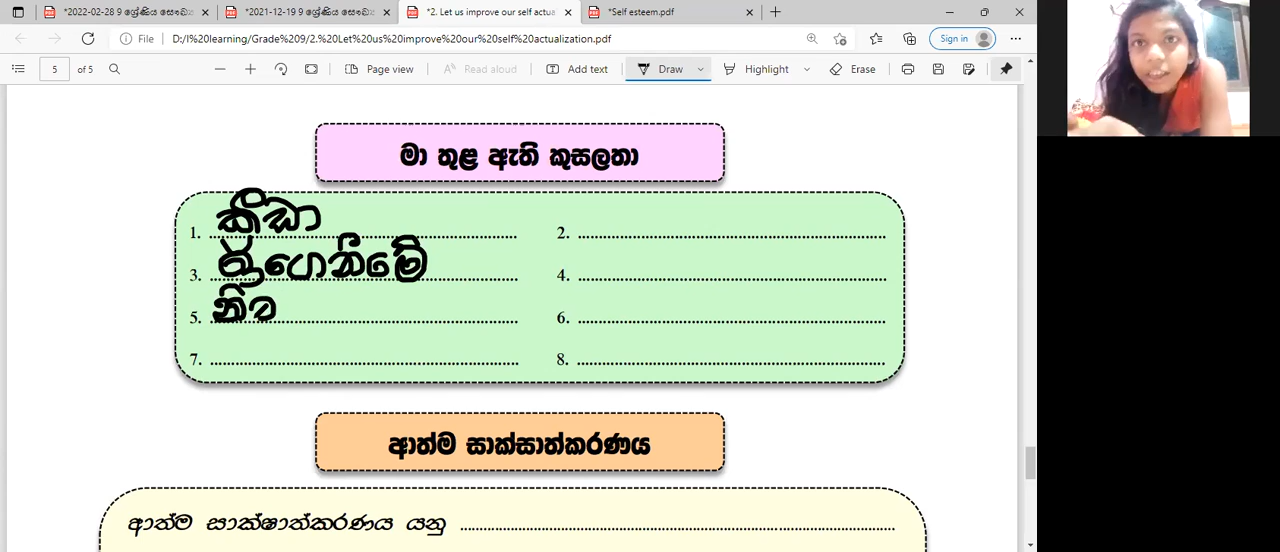 *2022-02-28 9 ශ්‍රේණිය සෞඛ්‍ය
*2021-12-19 9 ශ්‍රේණිය සෞඛ්‍ය
*2. Let us improve our self actua
*Self esteem.pdf
File D:/I%20learning/Grade%209/2.%20Let%20us%20improve%20our%20self%20actualization.pdf
Sign in
5 of 5 Page view Read aloud Add text Draw Highlight Erase
මා තුළ ඇති කුසලතා
1. ක්‍රීඩා 2.
3. 4.
5. 6.
7. 8.
ආත්ම සාක්සාත්කරණය
ආත්ම සාක්ෂාත්කරණය යනු